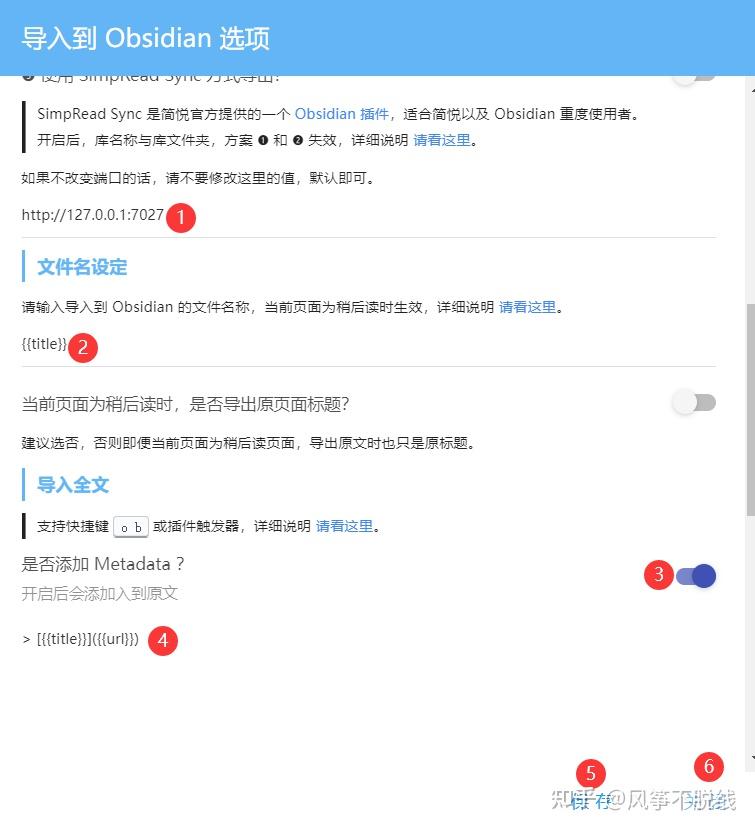 导入到 Obsidian 选项
❸ 使用 SimpRead Sync 方式导出?
SimpRead Sync 是简悦官方提供的一个 Obsidian 插件，适合简悦以及 Obsidian 重度使用者。
开启后，库名称与库文件夹，方案 ❶ 和 ❷ 失效，详细说明 请看这里。
如果不改变端口的话，请不要修改这里的值，默认即可。
http://127.0.0.1:7027 1
文件名设定
请输入导入到 Obsidian 的文件名称，当前页面为稍后读时生效，详细说明 请看这里。
{{title}} 2
当前页面为稍后读时，是否导出原页面标题？
建议选否，否则即便当前页面为稍后读页面，导出原文时也只是原标题。
导入全文
支持快捷键 o b 或插件触发器，详细说明 请看这里。
是否添加 Metadata ？
3
开启后会添加入到原文
> [{{title}}]({{url}}) 4
5 6
保存
知乎 @风筝不脱线